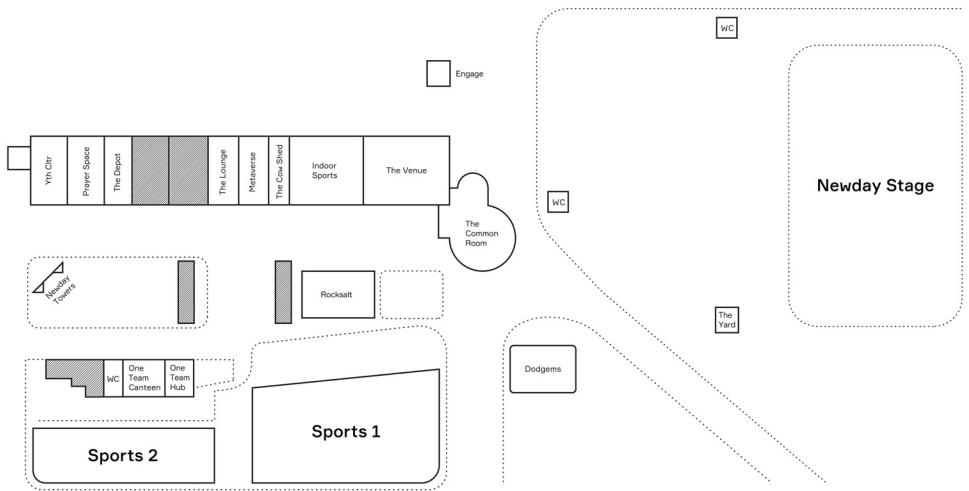 WC
Engage
Yth Cltr
Prayer Space
The Depot
The Lounge
Metaverse
The Cow Shed
Indoor
Sports
The Venue
Newday Stage
WC
The
Common
Room
Newday
Towers
Rocksalt
The
Yard
WC
One
Team
Canteen
One
Team
Hub
Dodgems
Sports 1
Sports 2